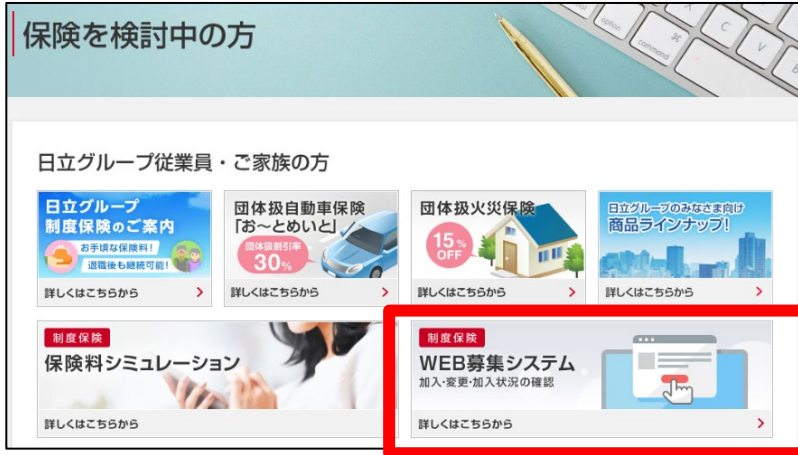 保険を検討中の方
option
command
X
C
V
B
日立グループ従業員・ご家族の方
日立グループ
制度保険のご案内
お手頃な保険料!
退職後も継続可能!
詳しくはこちらから
団体扱自動車保険
「お～とめいと」
団体扱割引率
30%
詳しくはこちらから
団体扱火災保険
15%
OFF
詳しくはこちらから
日立グループのみなさま向け
商品ラインナップ!
詳しくはこちらから
制度保険
保険料シミュレーション
詳しくはこちらから
制度保険
WEB募集システム
加入・変更・加入状況の確認
詳しくはこちらから